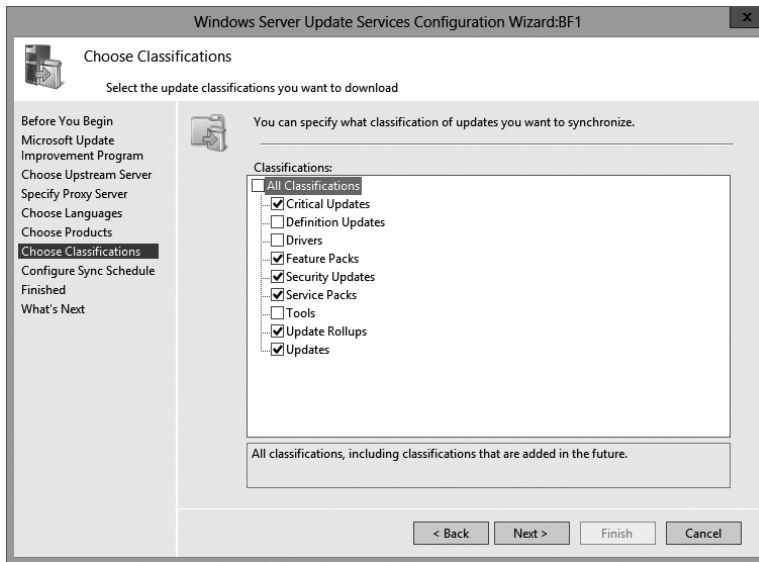 Windows Server Update Services Configuration Wizard:BF1
x
Choose Classifications
Select the update classifications you want to download
Before You Begin
Microsoft Update
Improvement Program
Choose Upstream Server
Specify Proxy Server
Choose Languages
Choose Products
Choose Classifications
Configure Sync Schedule
Finished
What's Next
You can specify what classification of updates you want to synchronize.
Classifications:
All Classifications
Critical Updates
Definition Updates
Drivers
Feature Packs
Security Updates
Service Packs
Tools
Update Rollups
Updates
All classifications, including classifications that are added in the future.
< Back
Next >
Finish
Cancel